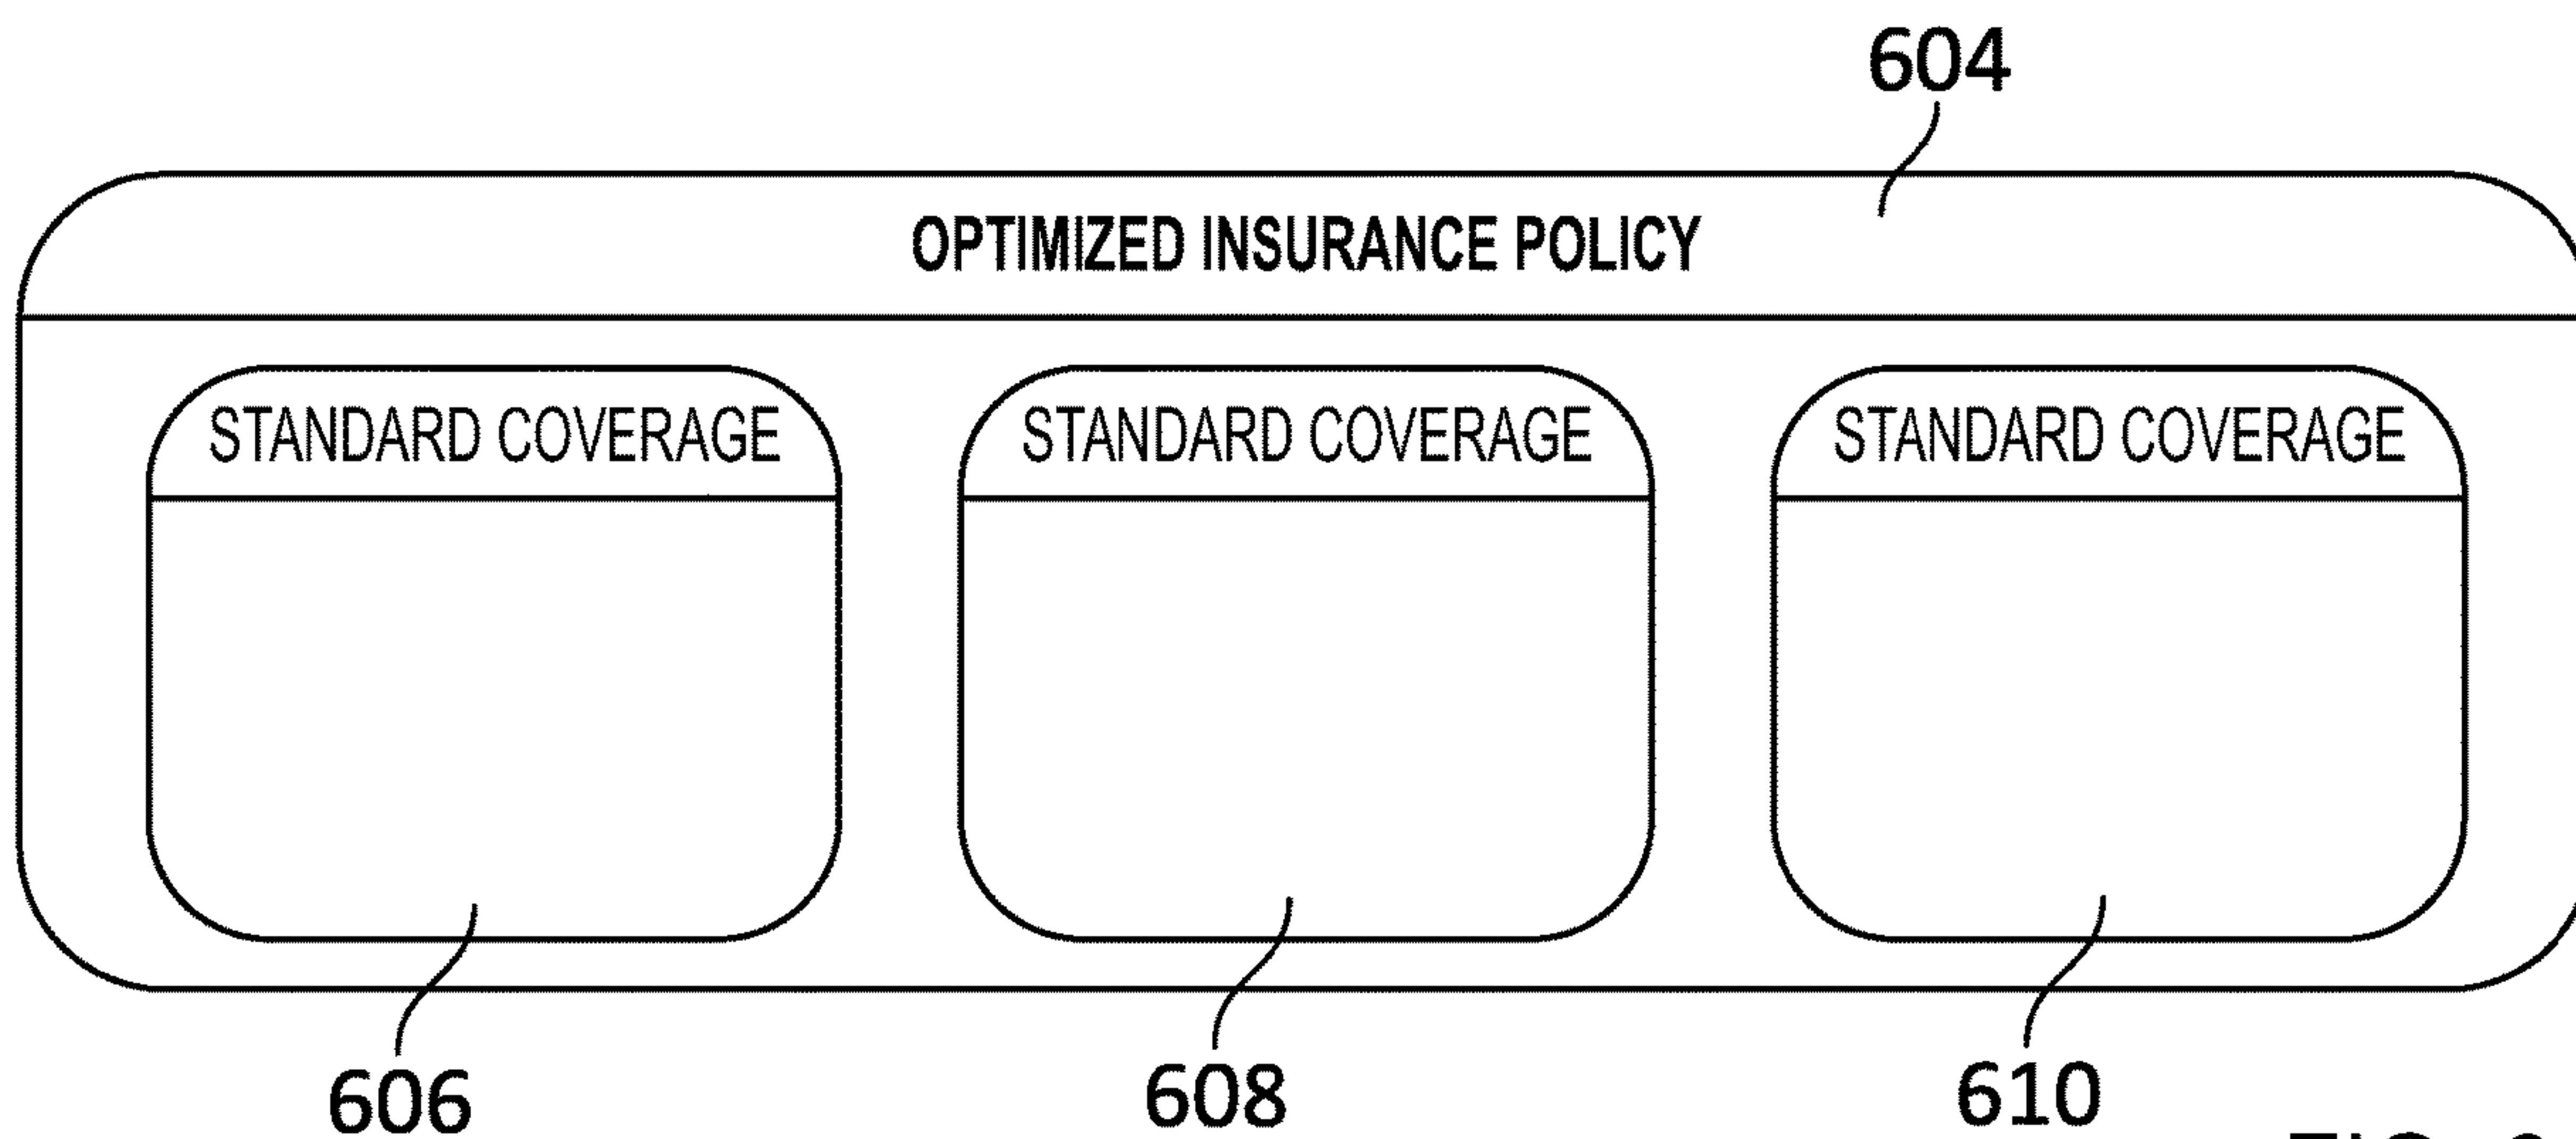 604
OPTIMIZED INSURANCE POLICY
STANDARD COVERAGE STANDARD COVERAGE STANDARD COVERAGE
606 608 610